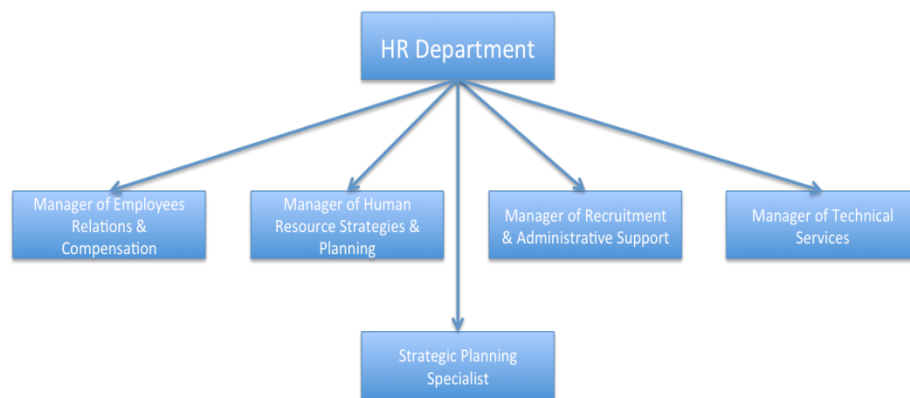 HR Department
Manager of Employees
Relations &
Compensation
Manager of Human
Resource Strategies &
Planning
Manager of Recruitment
& Administrative Support
Manager of Technical
Services
Strategic Planning
Specialist